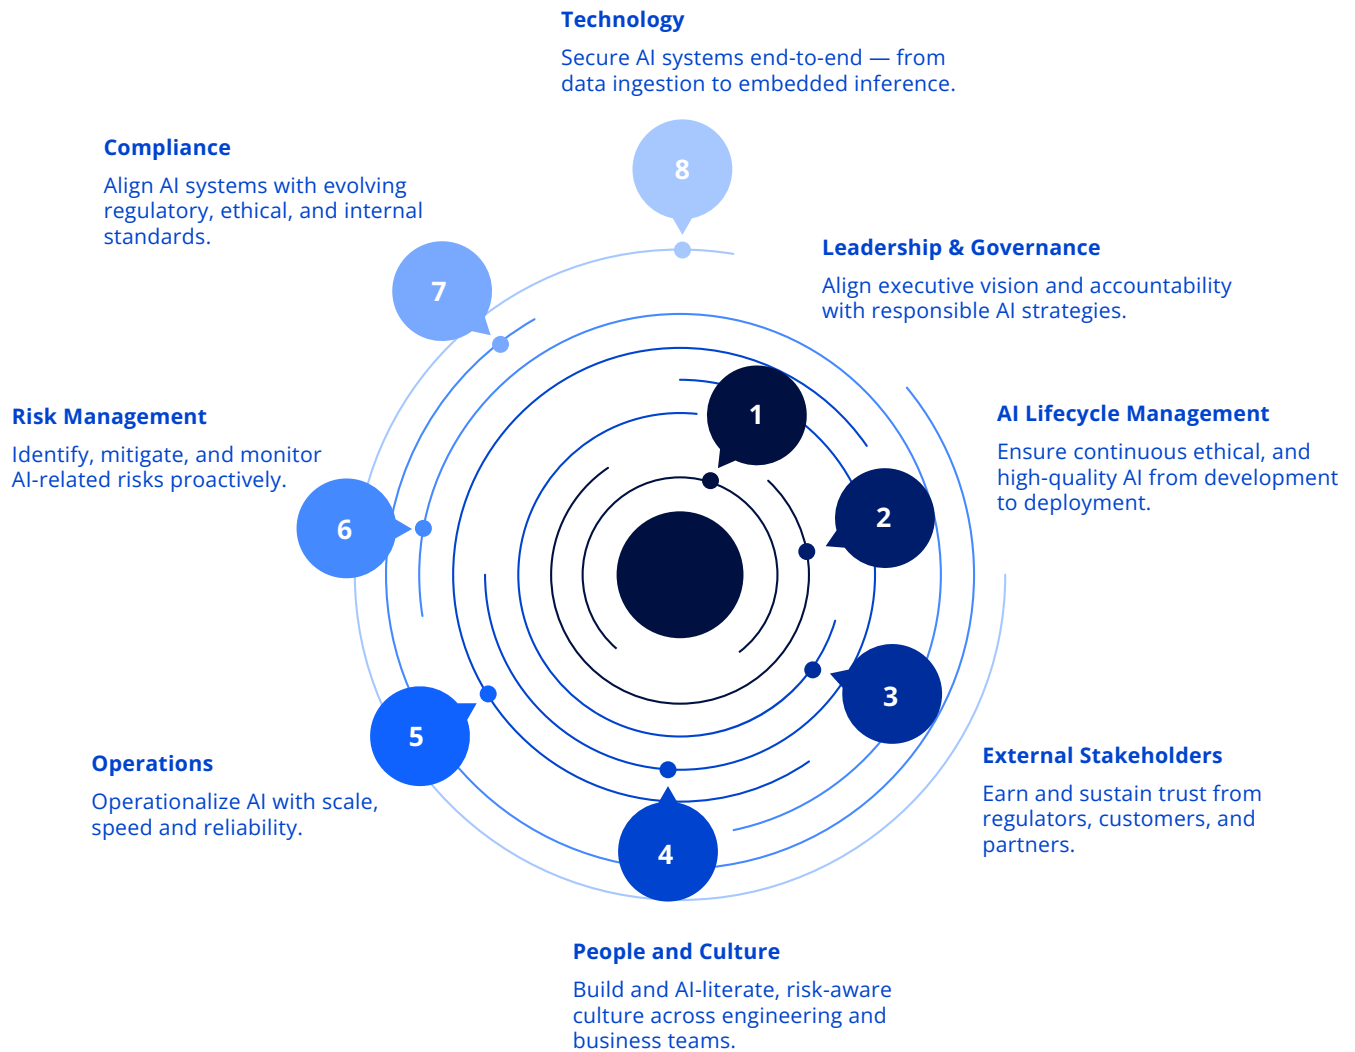 Technology
Secure AI systems end-to-end — from
data ingestion to embedded inference.
8
Compliance
Align AI systems with evolving
regulatory, ethical, and internal
standards.
7
Leadership & Governance
Align executive vision and accountability
with responsible AI strategies.
1
AI Lifecycle Management
Ensure continuous ethical, and
high-quality AI from development
to deployment.
2
Risk Management
Identify, mitigate, and monitor
AI-related risks proactively.
6
3
External Stakeholders
Earn and sustain trust from
regulators, customers, and
partners.
5
Operations
Operationalize AI with scale,
speed and reliability.
4
People and Culture
Build and AI-literate, risk-aware
culture across engineering and
business teams.